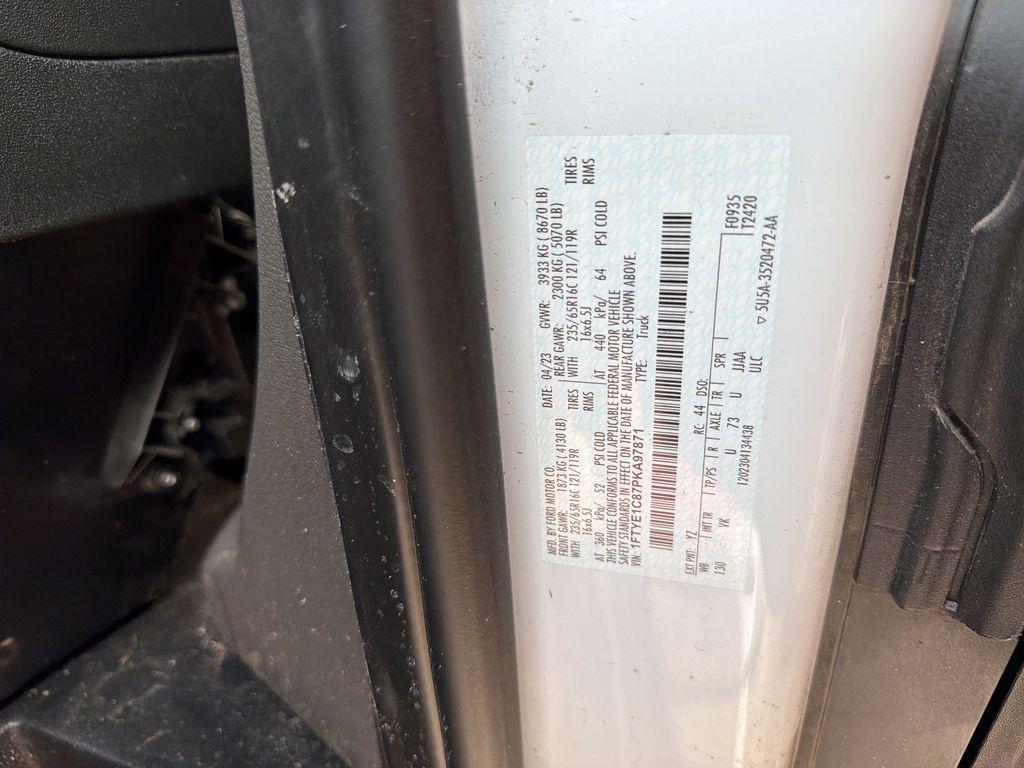 MFD. BY FORD MOTOR CO.
DATE: 04/23 GVWR: 3933 KG ( 8670 LB)
FRONT GAWR: 1873 KG ( 4130 LB) REAR GAWR: 2300 KG ( 5070 LB)
WITH 235/65R16C 121/119R TIRES WITH 235/65R16C 121/119R TIRES
16x6.5J RIMS 16x6.5J RIMS
AT 360 kPa/ 52 PSI COLD AT 440 kPa/ 64 PSI COLD
THIS VEHICLE CONFORMS TO ALL APPLICABLE FEDERAL MOTOR VEHICLE
SAFETY STANDARDS IN EFFECT ON THE DATE OF MANUFACTURE SHOWN ABOVE.
VIN: 1FTYE1C87PKA97871 TYPE: Truck
EXT PNT: YZ RC: 44 DSO: F0935
WB INT TR TP/PS R AXLE TR SPR T2420
130 VK U 73 U JJAA
U ULC
120230413443B ▽ 5U5A-3520472-AA